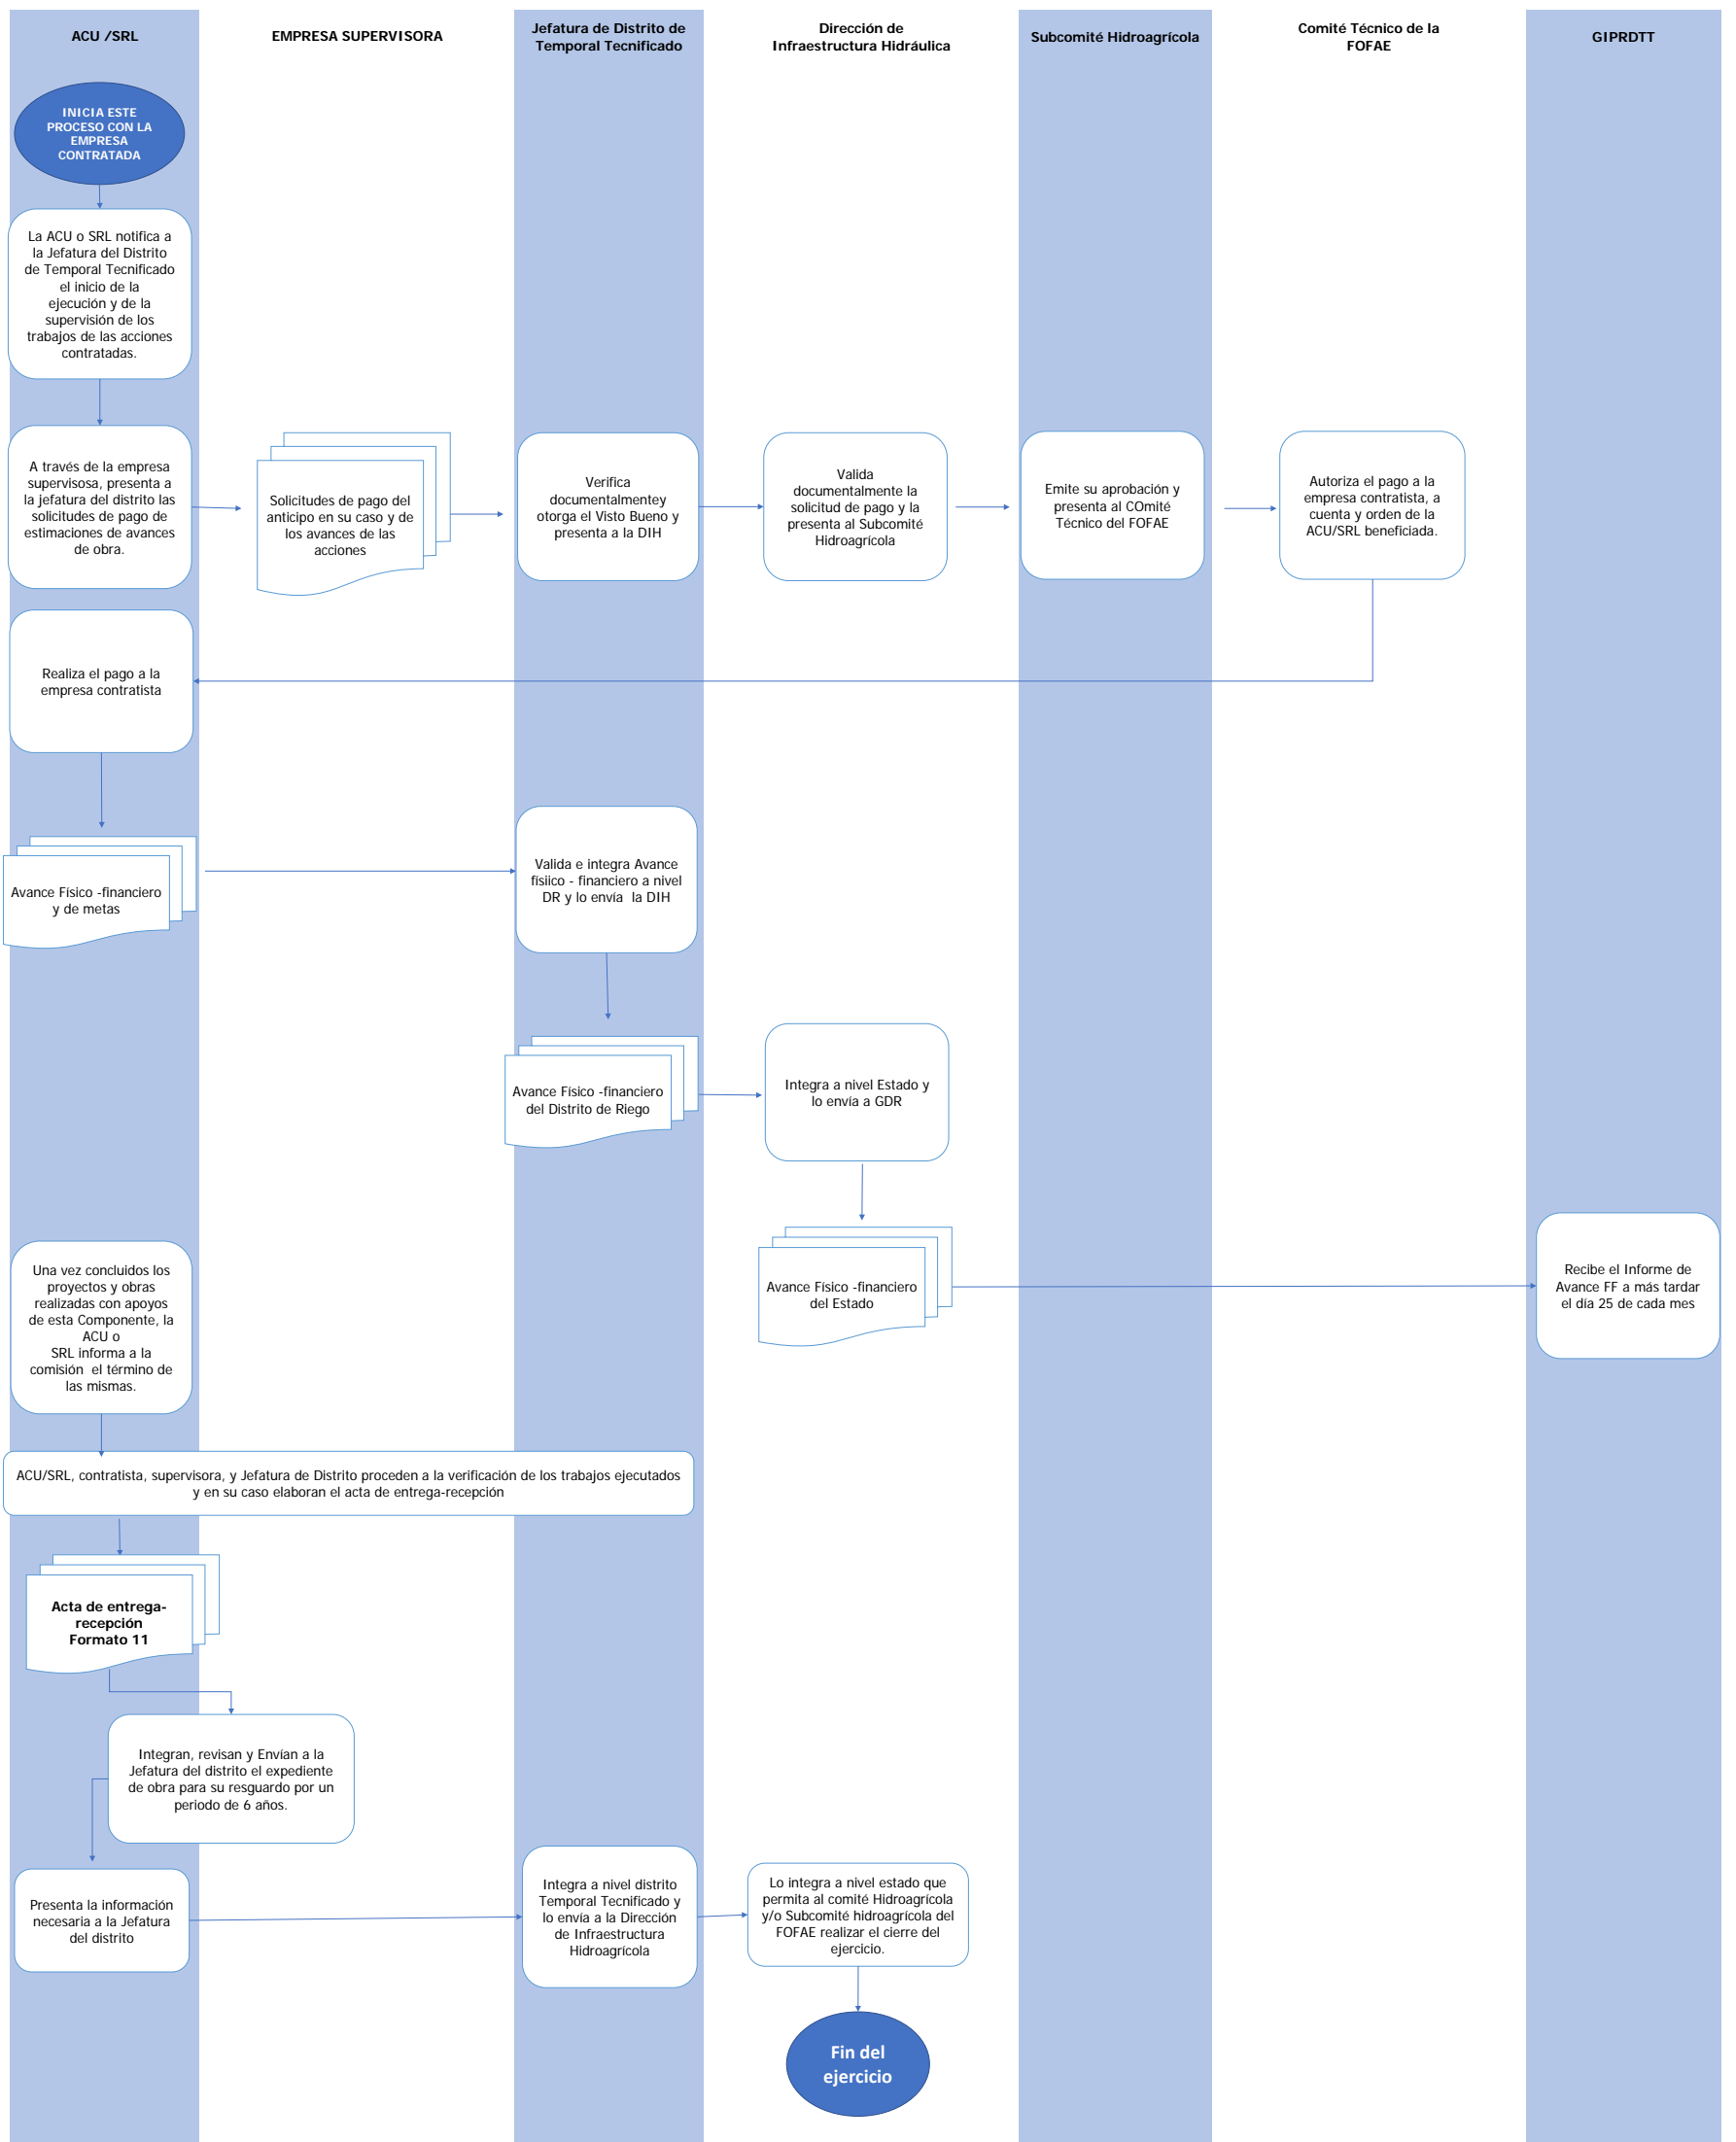 ACU /SRL
EMPRESA SUPERVISORA
Jefatura de Distrito de
Temporal Tecnificado
Dirección de
Infraestructura Hidráulica
Subcomité Hidroagrícola
Comité Técnico de la
FOFAE
GIPRDTT
INICIA ESTE
PROCESO CON LA
EMPRESA
CONTRATADA
La ACU o SRL notifica a
la Jefatura del Distrito
de Temporal Tecnificado
el inicio de la
ejecución y de la
supervisión de los
trabajos de las acciones
contratadas.
A través de la empresa
supervisosa, presenta a
la jefatura del distrito las
solicitudes de pago de
estimaciones de avances
de obra.
Solicitudes de pago del
anticipo en su caso y de
los avances de las
acciones
Verifica
documentalmentey
otorga el Visto Bueno y
presenta a la DIH
Valida
documentalmente la
solicitud de pago y la
presenta al Subcomité
Hidroagrícola
Emite su aprobación y
presenta al COmité
Técnico del FOFAE
Autoriza el pago a la
empresa contratista, a
cuenta y orden de la
ACU/SRL beneficiada.
Realiza el pago a la
empresa contratista
Avance Físico -financiero
y de metas
Valida e integra Avance
físiico - financiero a nivel
DR y lo envía  la DIH
Avance Físico -financiero
del Distrito de Riego
Integra a nivel Estado y
lo envía a GDR
Avance Físico -financiero
del Estado
Recibe el Informe de
Avance FF a más tardar
el día 25 de cada mes
Una vez concluidos los
proyectos y obras
realizadas con apoyos
de esta Componente, la
ACU o
SRL informa a la
comisión  el término de
las mismas.
ACU/SRL, contratista, supervisora, y Jefatura de Distrito proceden a la verificación de los trabajos ejecutados
y en su caso elaboran el acta de entrega-recepción
Acta de entrega-
recepción
Formato 11
Integran, revisan y Envían a la
Jefatura del distrito el expediente
de obra para su resguardo por un
periodo de 6 años.
Presenta la información
necesaria a la Jefatura
del distrito
Integra a nivel distrito
Temporal Tecnificado y
lo envía a la Dirección
de Infraestructura
Hidroagrícola
Lo integra a nivel estado que
permita al comité Hidroagrícola
y/o Subcomité hidroagrícola del
FOFAE realizar el cierre del
ejercicio.
Fin del
ejercicio